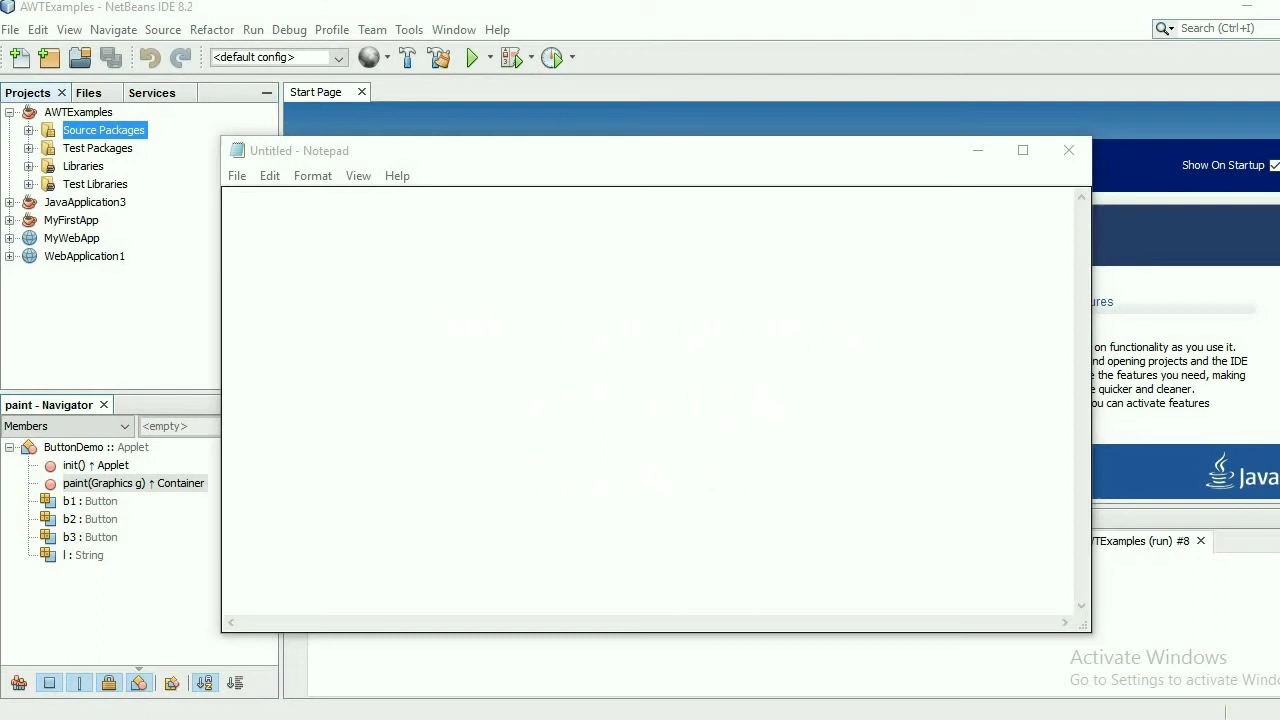 AWTExamples - NetBeans IDE 8.2
File Edit View Navigate Source Refactor Run Debug Profile Team Tools Window Help
Search (Ctrl+I)
<default config>
Projects Files Services
Start Page
AWTExamples
Source Packages
Test Packages
Libraries
Test Libraries
JavaApplication3
MyFirstApp
MyWebApp
WebApplication1
Untitled - Notepad
File Edit Format View Help
Show On Startup
ures
on functionality as you use it.
nd opening projects and the IDE
e the features you need, making
e quicker and cleaner.
ou can activate features
Java
paint - Navigator
Members <empty>
ButtonDemo :: Applet
init() ↑ Applet
paint(Graphics g) ↑ Container
b1 : Button
b2 : Button
b3 : Button
l : String
TExamples (run) #8
Activate Windows
Go to Settings to activate Windo